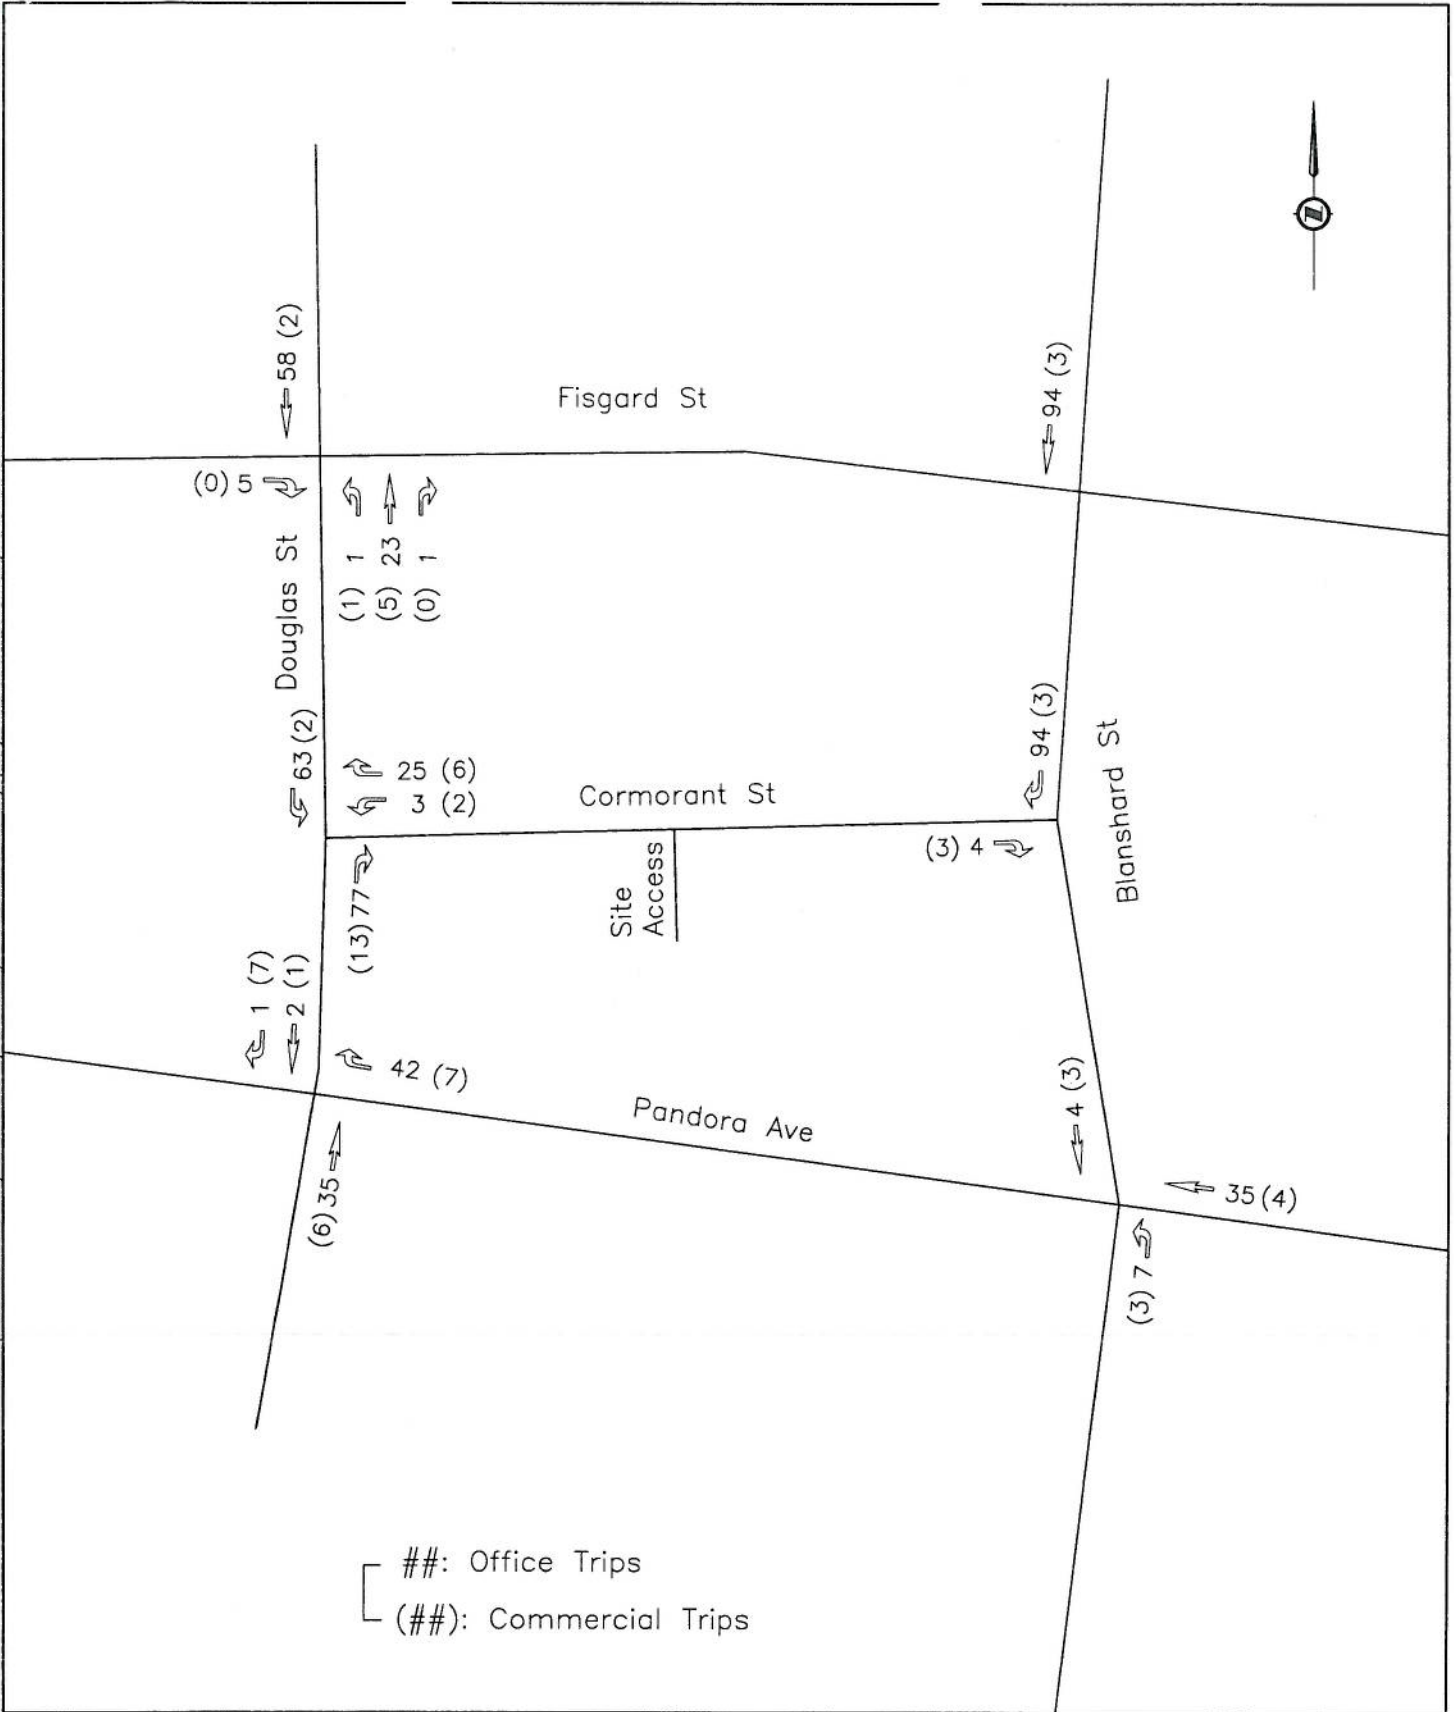 58 (2)
94 (3)
Fisgard St
(0) 5
(1) 1
(5) 23
(0) 1
Douglas St
63 (2)
25 (6)
3 (2)
Cormorant St
94 (3)
Blanshard St
(3) 4
Site
Access
(13) 77
1 (7)
2 (1)
42 (7)
Pandora Ave
4 (3)
35 (4)
(6) 35
(3) 7
##: Office Trips
(##): Commercial Trips
N